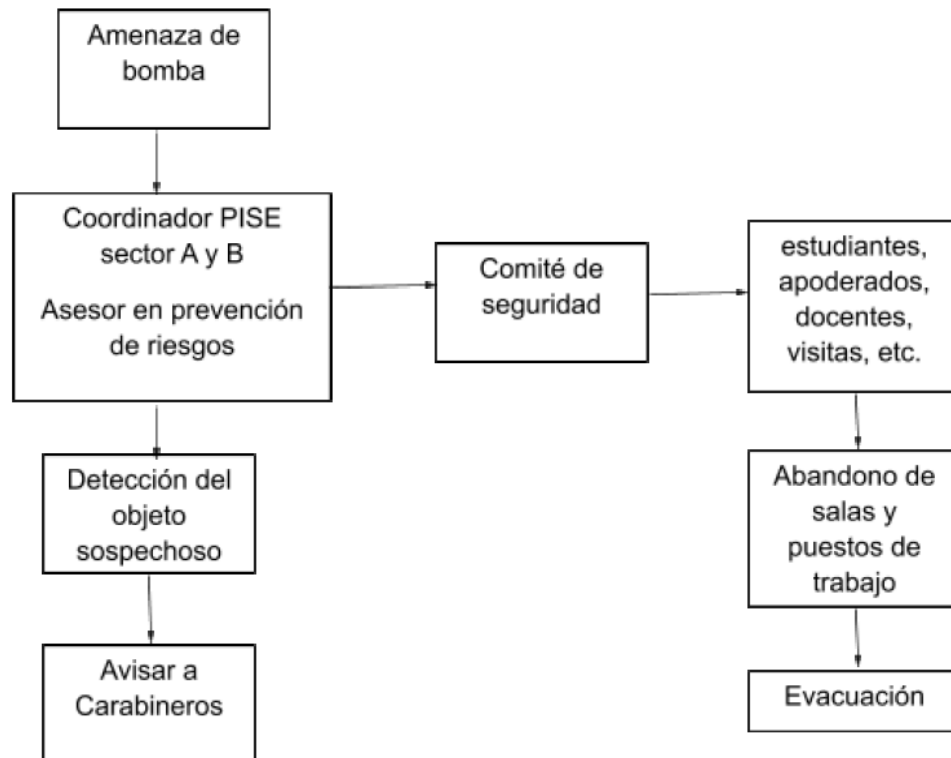 Amenaza de
bomba
Coordinador PISE
sector A y B
Asesor en prevención
de riesgos
Comité de
seguridad
estudiantes,
apoderados,
docentes,
visitas, etc.
Detección del
objeto
sospechoso
Abandono de
salas y
puestos de
trabajo
Avisar a
Carabineros
Evacuación